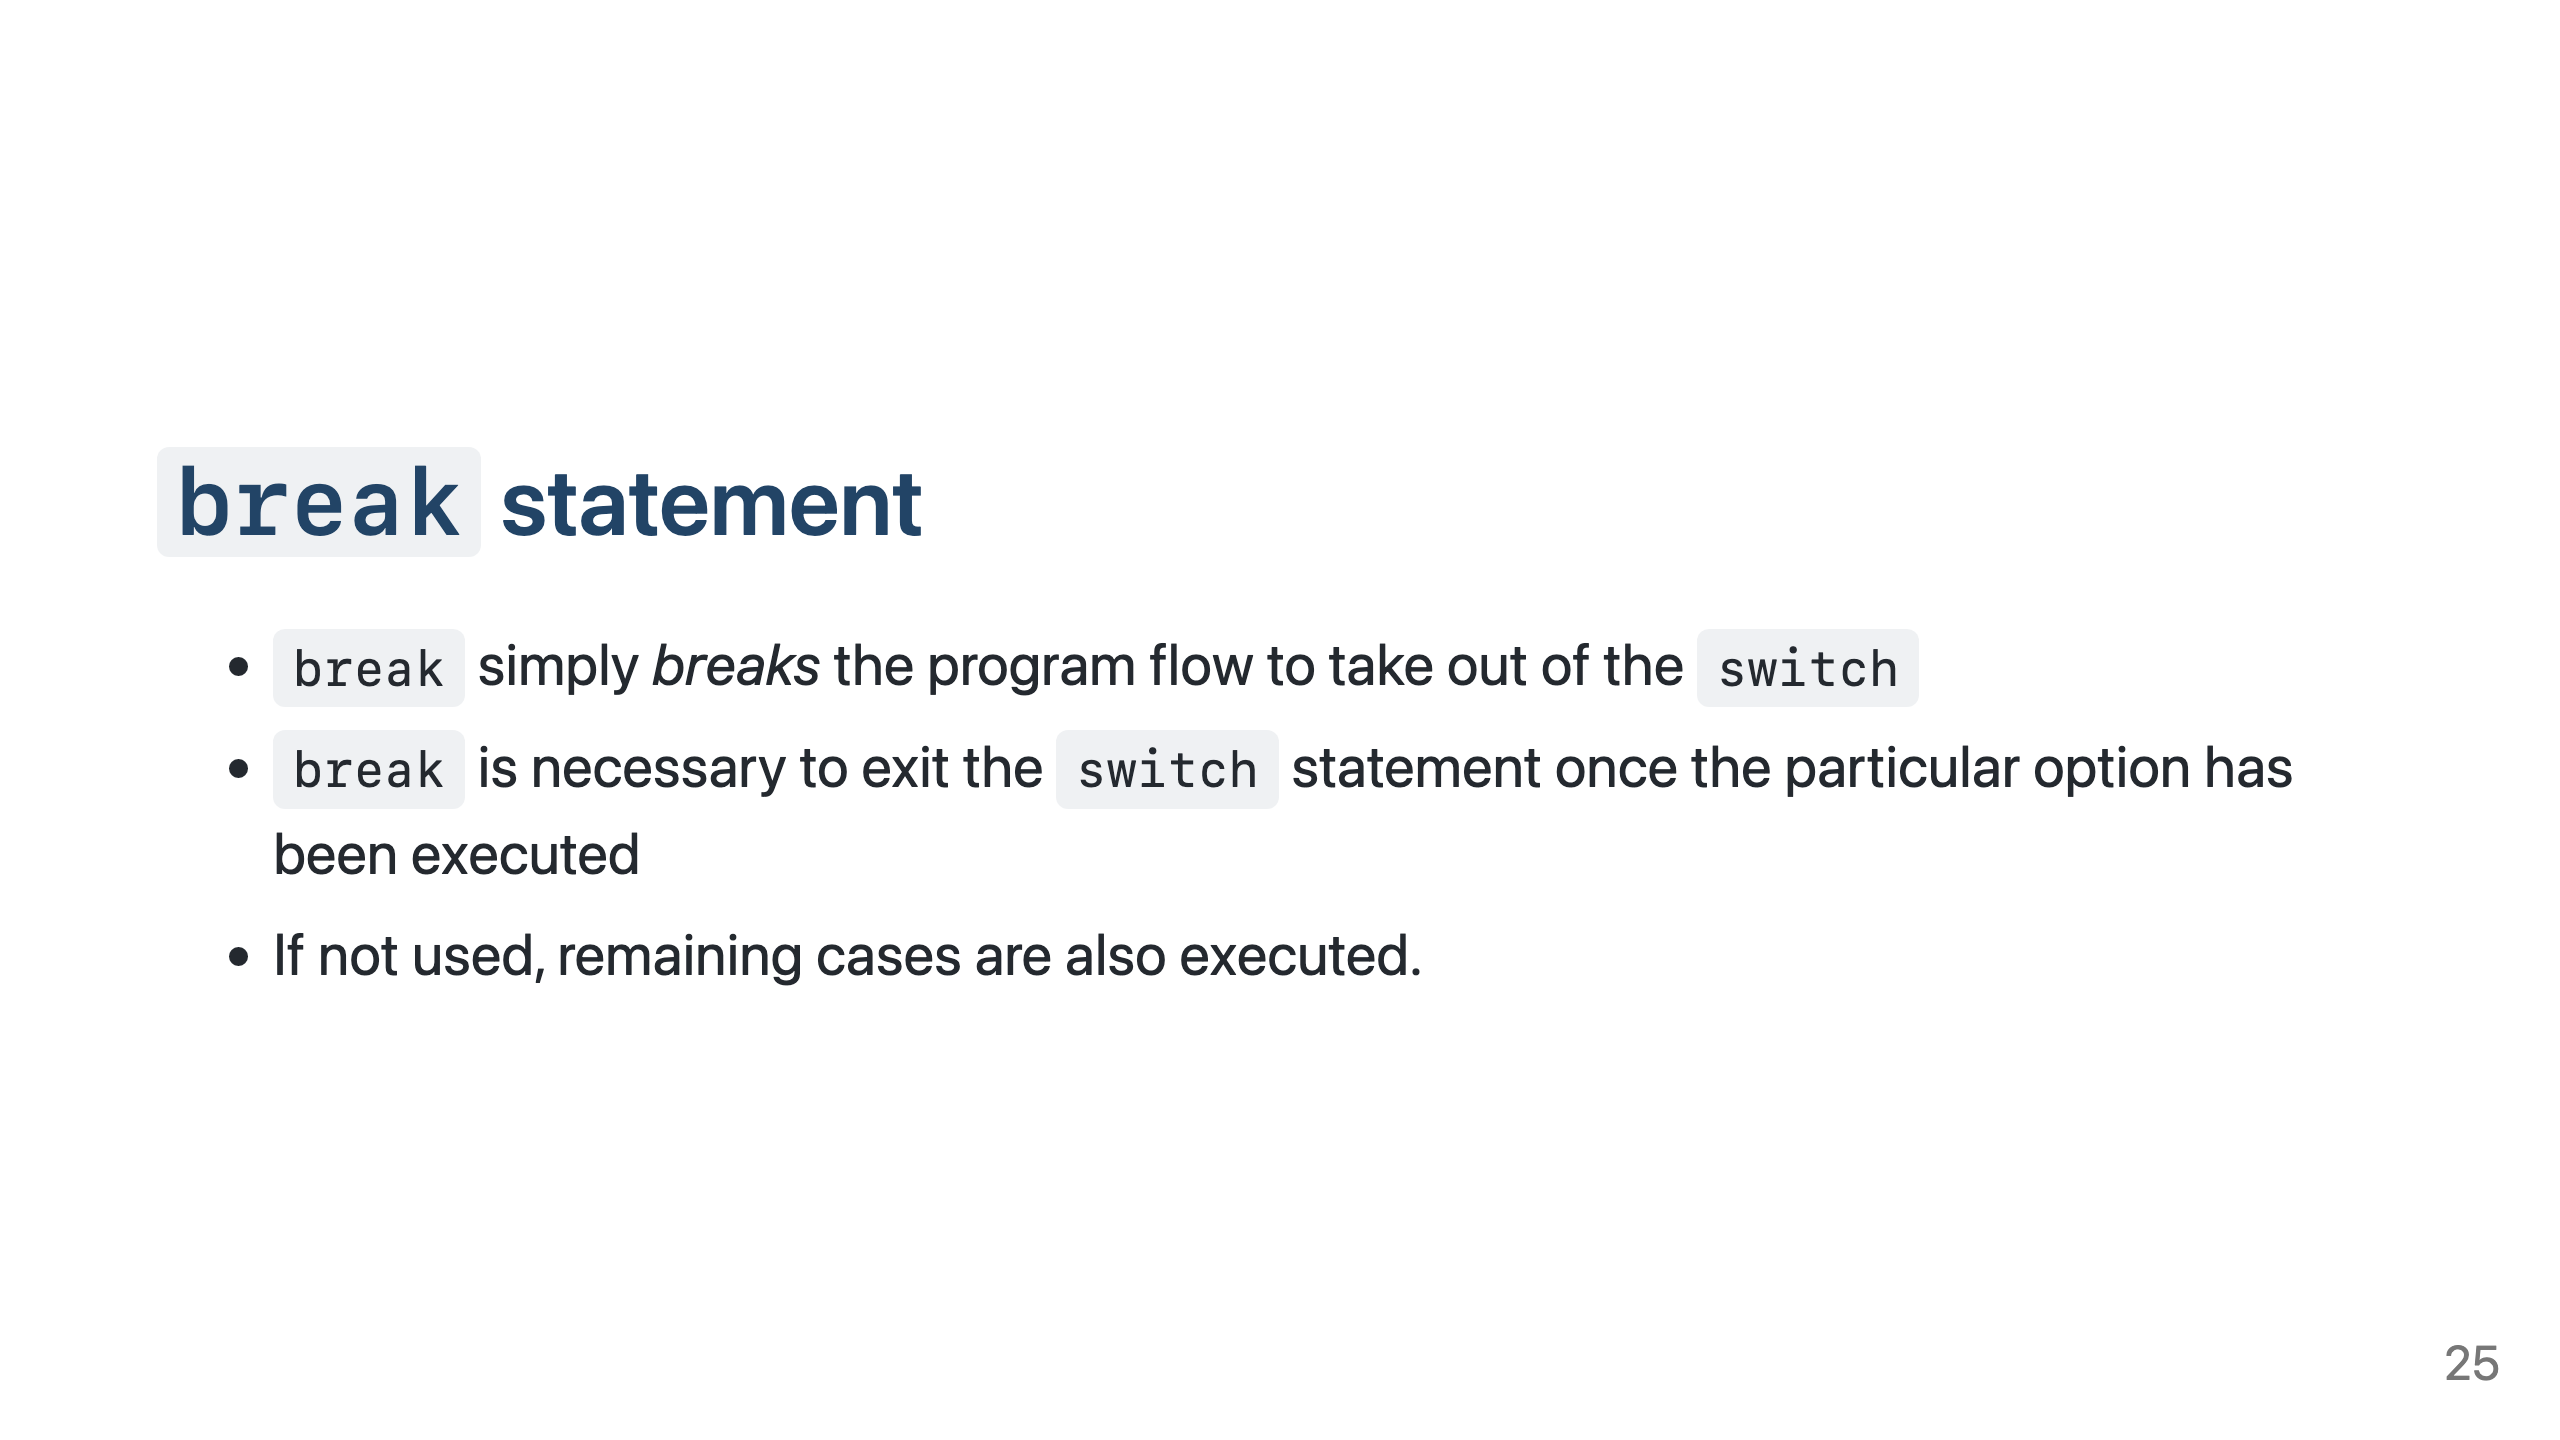 break statement
• break simply breaks the program flow to take out of the switch
• break is necessary to exit the switch statement once the particular option has
been executed
• If not used, remaining cases are also executed.
25